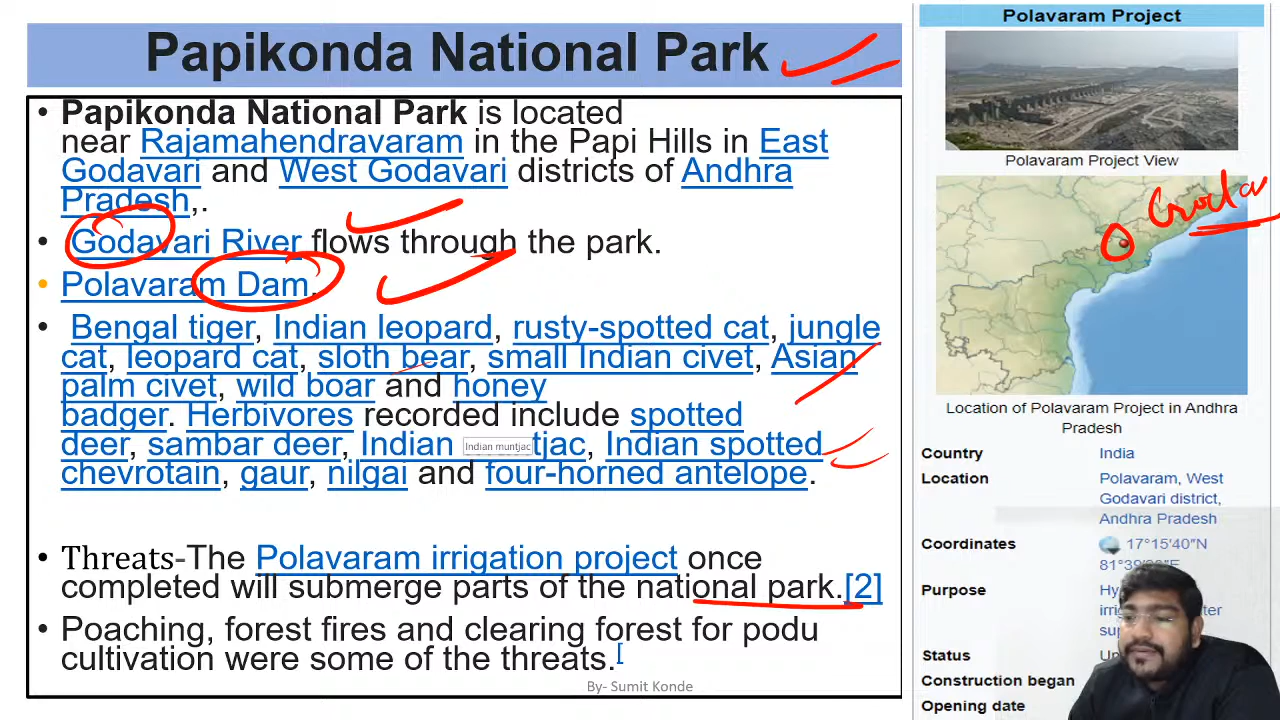 Papikonda National Park
• Papikonda National Park is located
near Rajamahendravaram in the Papi Hills in East
Godavari and West Godavari districts of Andhra
Pradesh,.
• Godavari River flows through the park.
• Polavaram Dam.
• Bengal tiger, Indian leopard, rusty-spotted cat, jungle
cat, leopard cat, sloth bear, small Indian civet, Asian
palm civet, wild boar and honey
badger. Herbivores recorded include spotted
deer, sambar deer, Indian tjac, Indian spotted
Indian muntjac
chevrotain, gaur, nilgai and four-horned antelope.
• Threats-The Polavaram irrigation project once
completed will submerge parts of the national park.[2]
• Poaching, forest fires and clearing forest for podu
cultivation were some of the threats.[
By- Sumit Konde
Polavaram Project
Polavaram Project View
Godav
Location of Polavaram Project in Andhra
Pradesh
Country India
Location Polavaram, West
Godavari district,
Andhra Pradesh
Coordinates 17°15′40″N
Purpose
Status
Construction began
Opening date